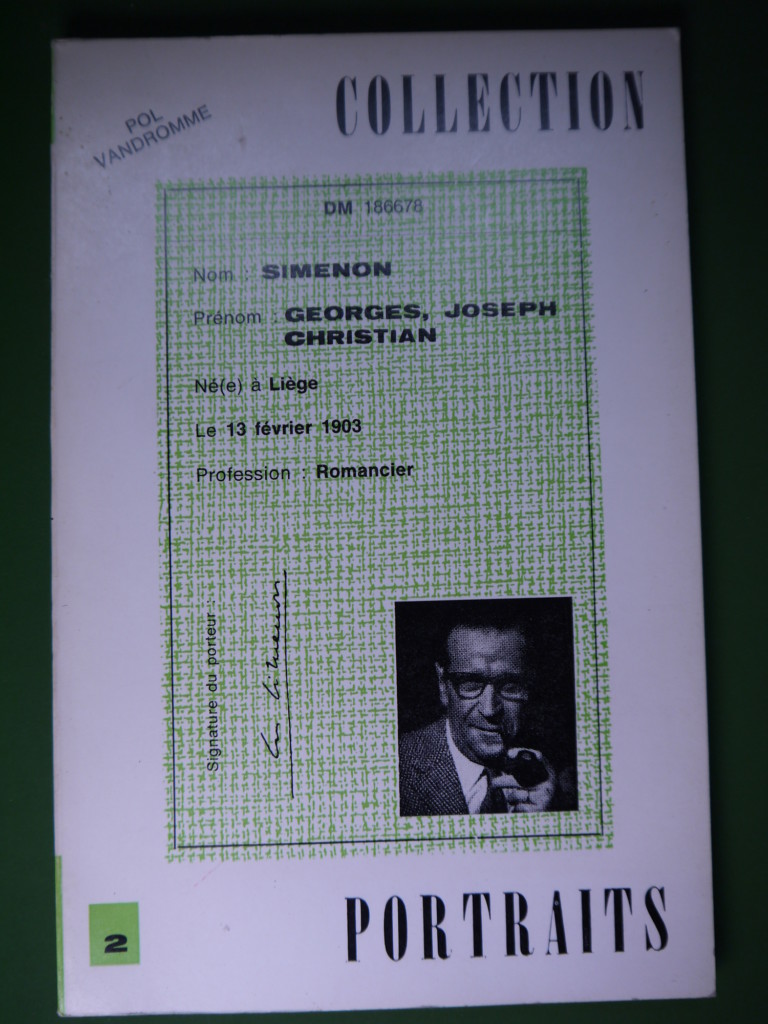 POL
VANDROMME
COLLECTION
DM 186678
Nom : SIMENON
Prénom : GEORGES, JOSEPH
CHRISTIAN
Né(e) à Liège
Le 13 février 1903
Profession : Romancier
Signature du porteur :
2
PORTRAITS